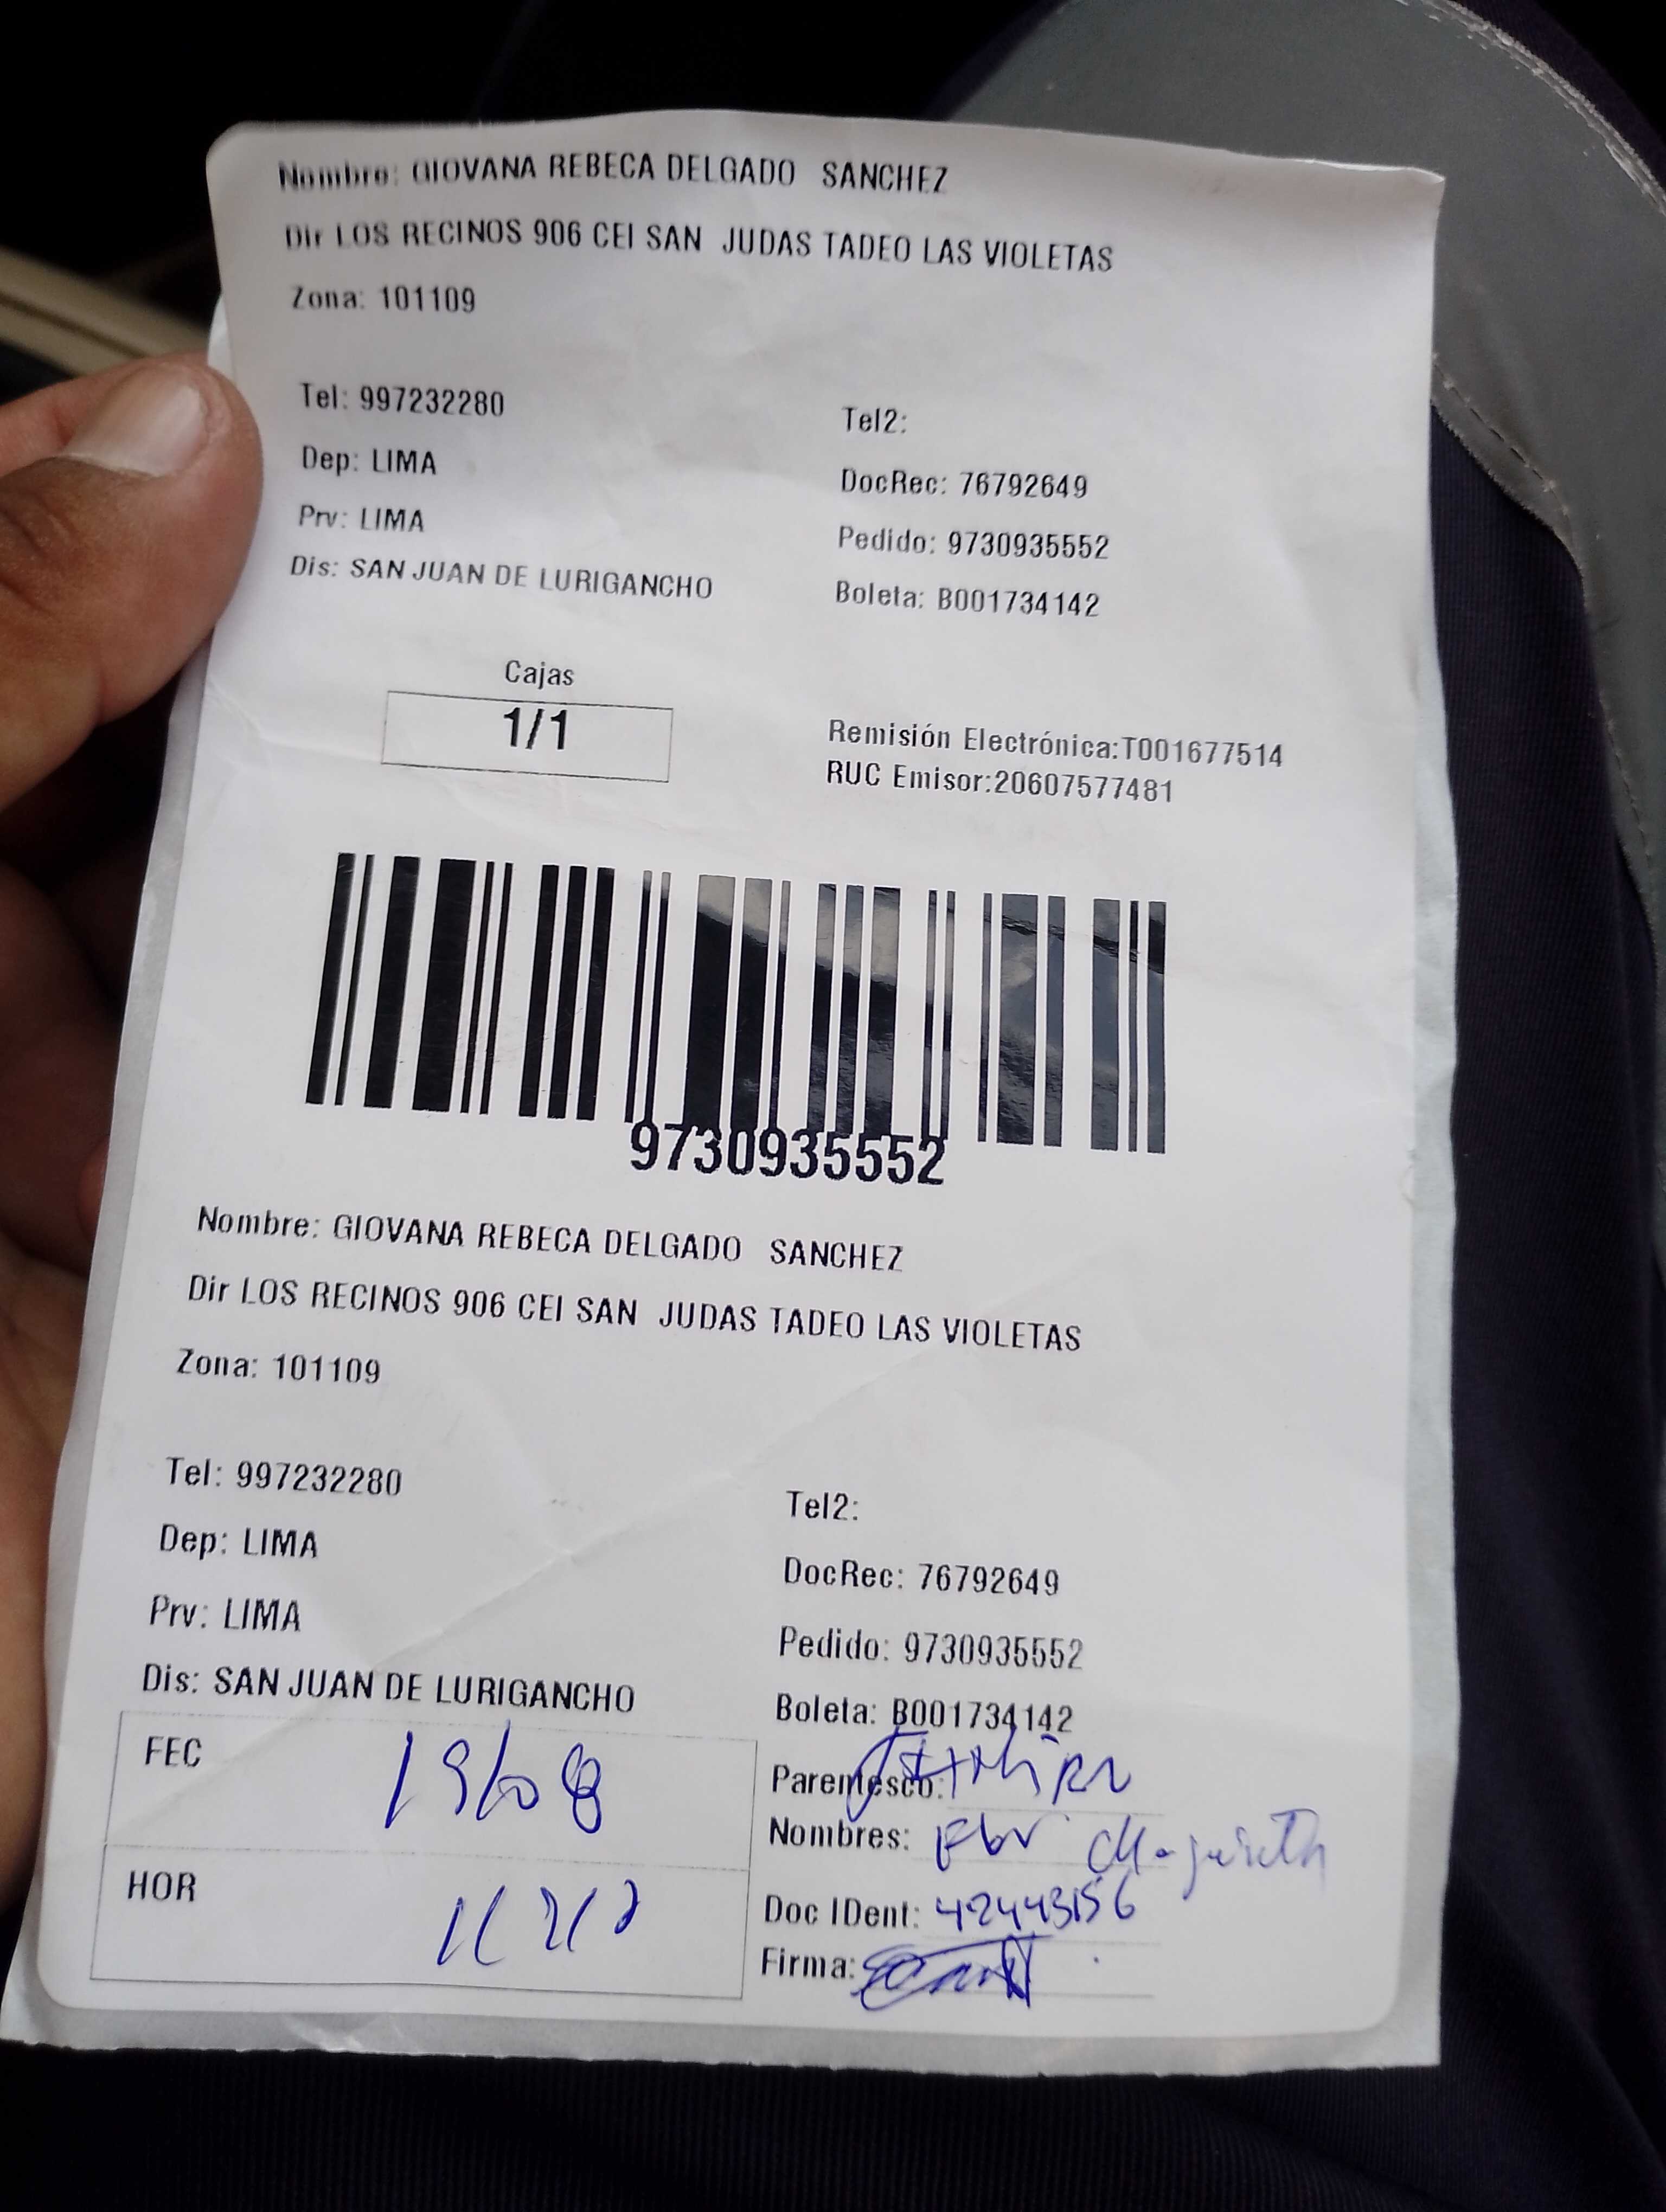 Nombre: GIOVANA REBECA DELGADO SANCHEZ
Dir LOS RECINOS 906 CEI SAN JUDAS TADEO LAS VIOLETAS
Zona: 101109
Tel: 997232280
Tel2:
Dep: LIMA
DocRec: 76792649
Prv: LIMA
Pedido: 9730935552
Dis: SAN JUAN DE LURIGANCHO
Boleta: B001734142
Cajas
1/1
Remisión Electrónica:T001677514
RUC Emisor:20607577481
9730935552
Nombre: GIOVANA REBECA DELGADO SANCHEZ
Dir LOS RECINOS 906 CEI SAN JUDAS TADEO LAS VIOLETAS
Zona: 101109
Tel: 997232280
Tel2:
Dep: LIMA
DocRec: 76792649
Prv: LIMA
Pedido: 9730935552
Dis: SAN JUAN DE LURIGANCHO
Boleta: B001734142
FEC 19/08
Parentesco:
Nombres:
HOR
Doc IDent: 42443156
Firma: